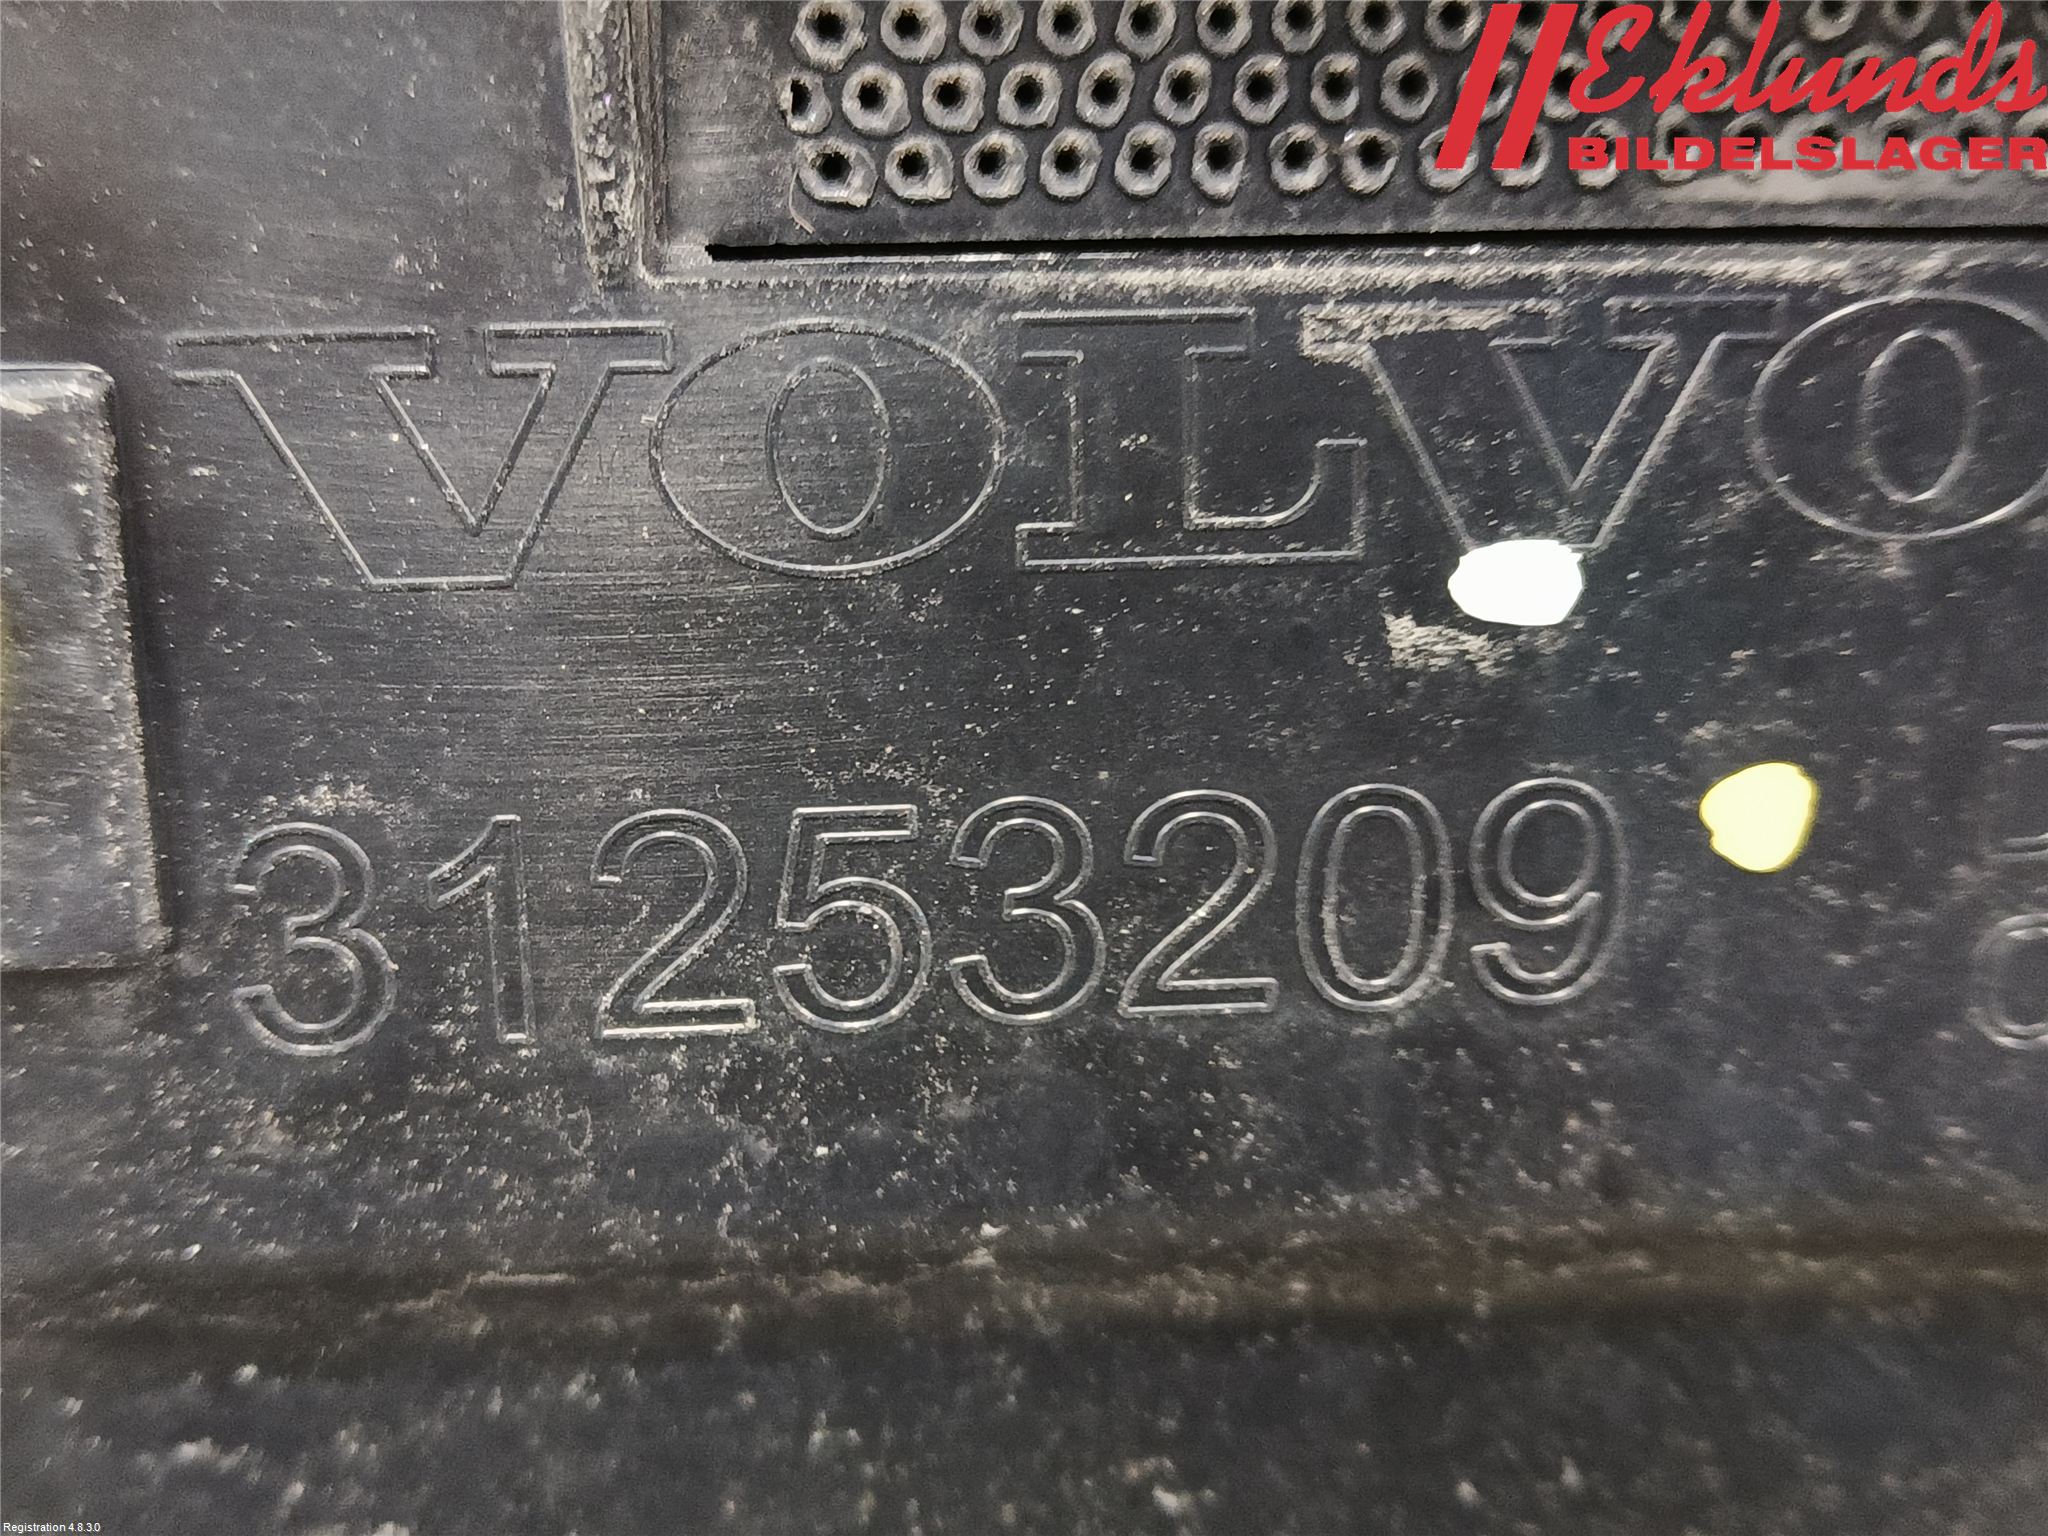 Eklunds
BILDELSLAGER
VOLVO
31253209
Registration 4.8.3.0